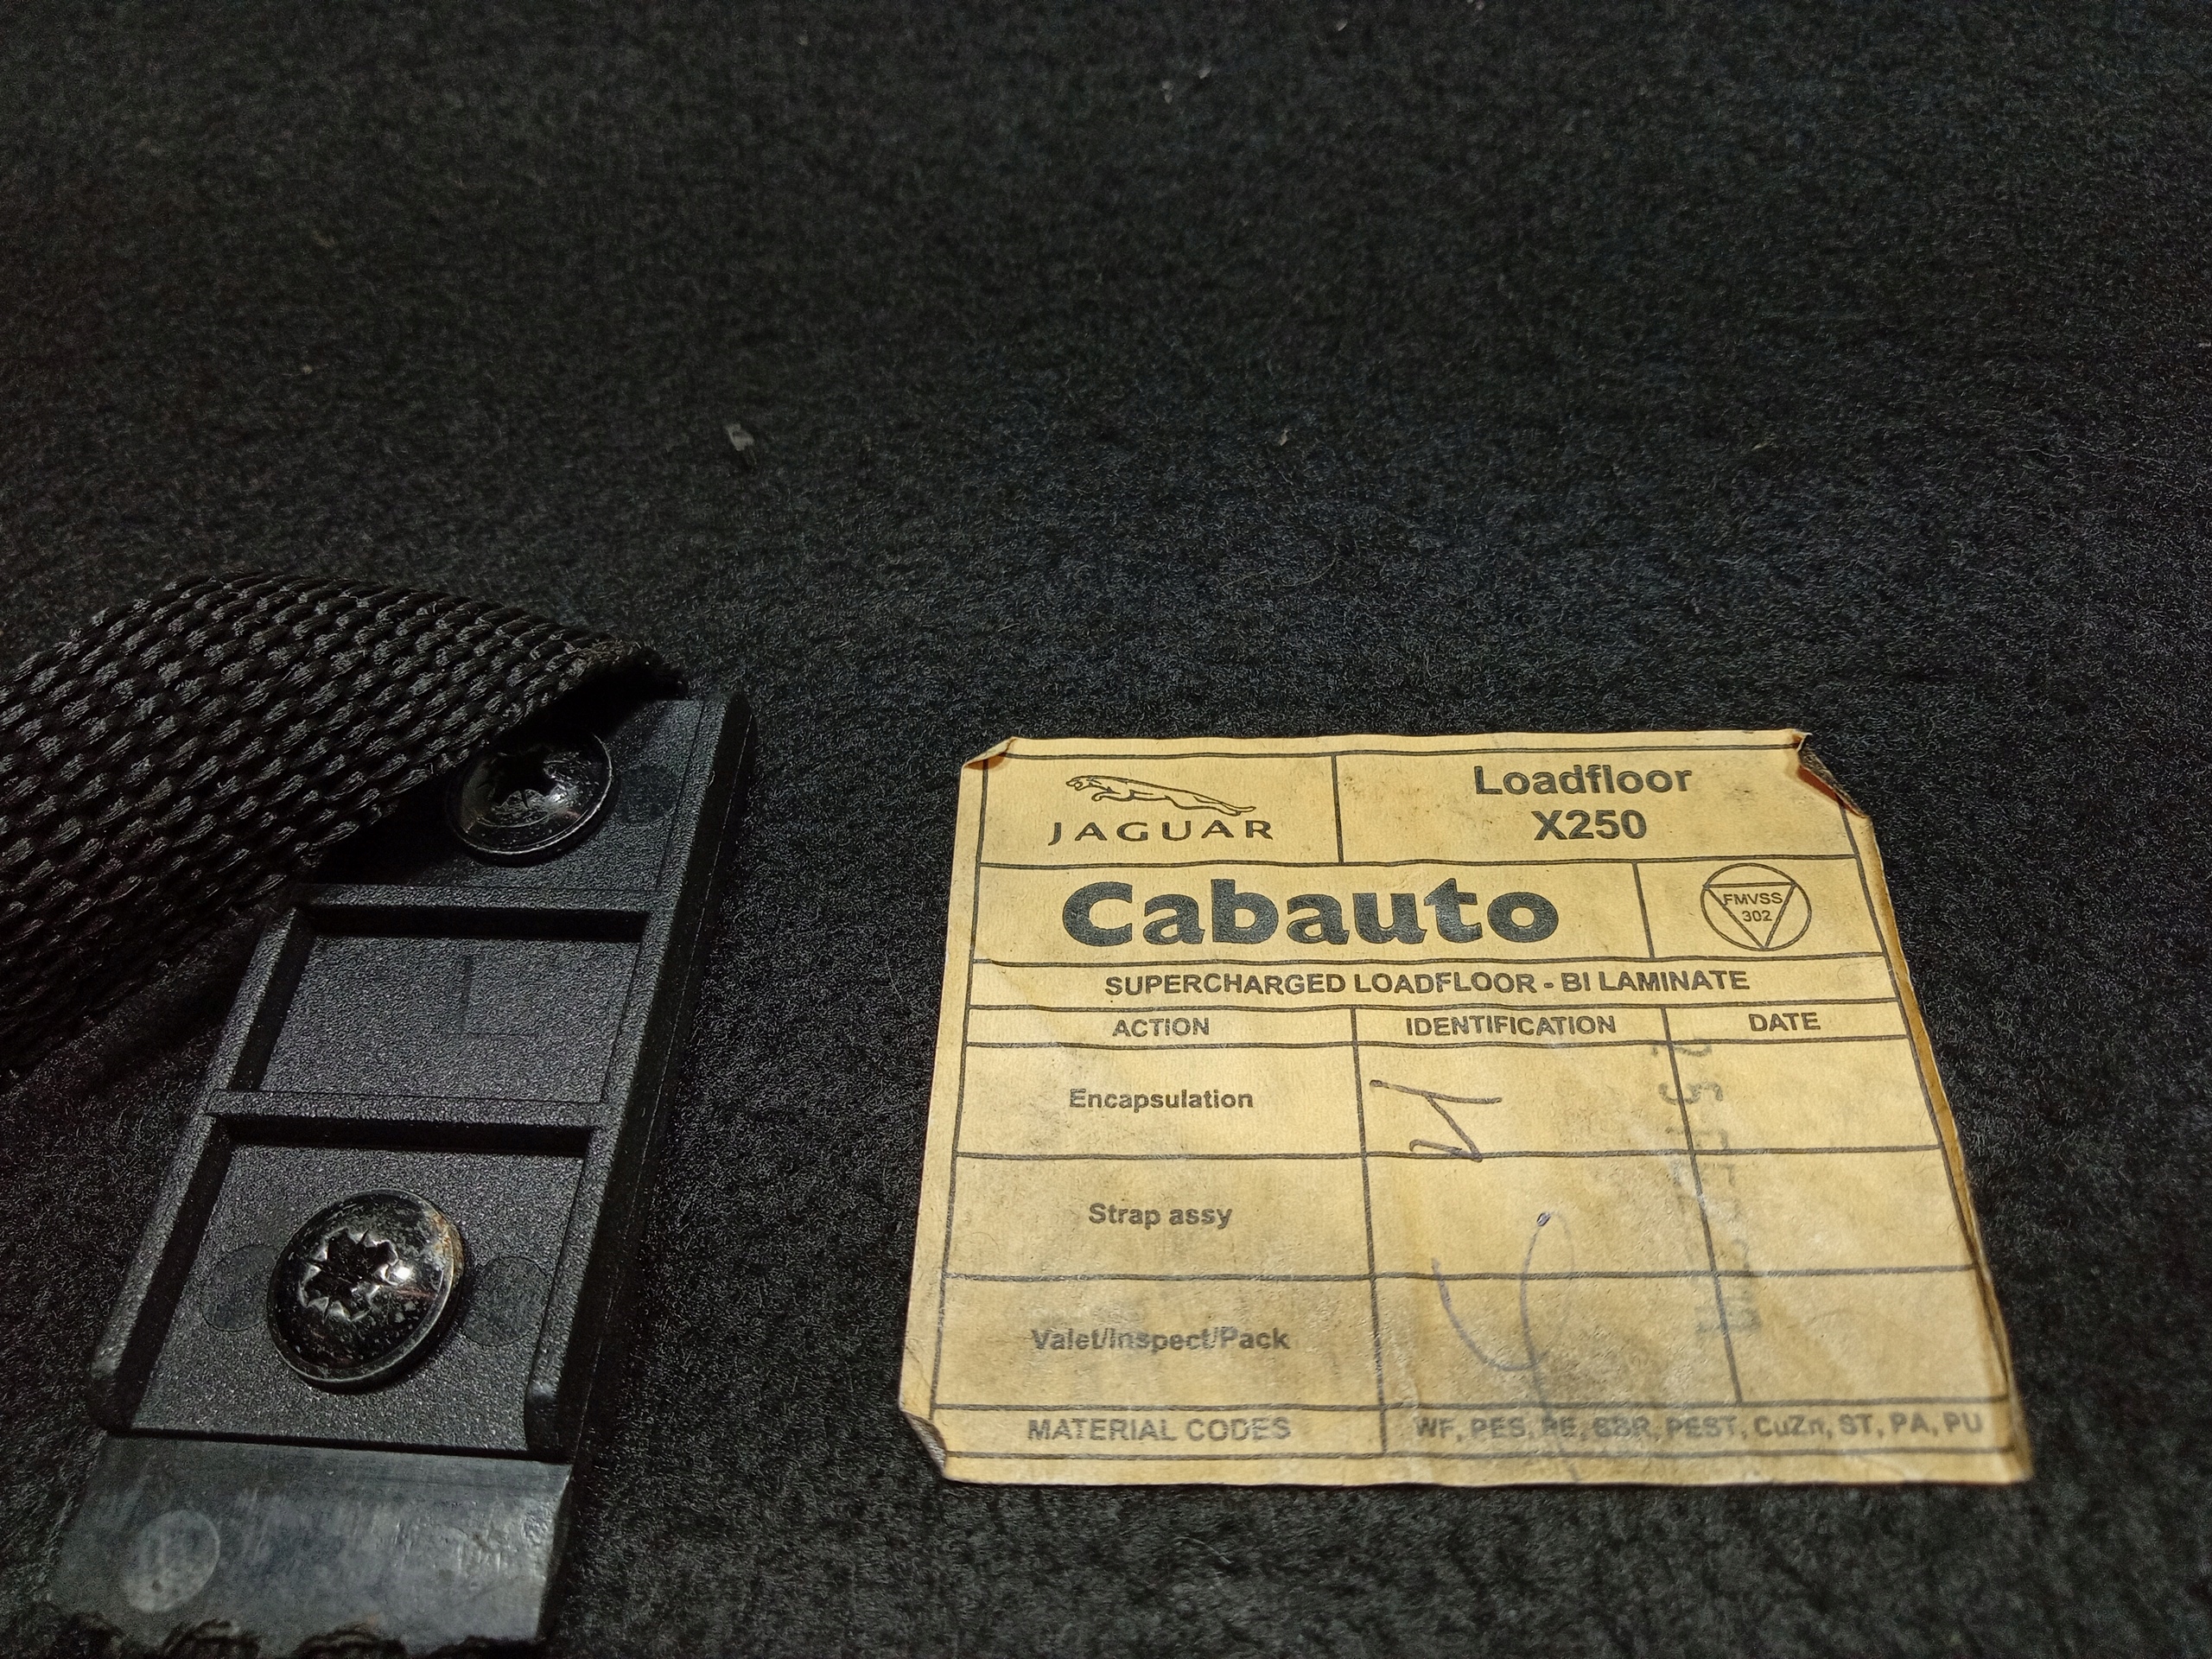 JAGUAR
Loadfloor
X250
Cabauto
FMVSS
302
SUPERCHARGED LOADFLOOR - BI LAMINATE
ACTION IDENTIFICATION DATE
Encapsulation
Strap assy
Valet/Inspect/Pack
MATERIAL CODES WF, PES, PE, SBR, PEST, CuZn, ST, PA, PU